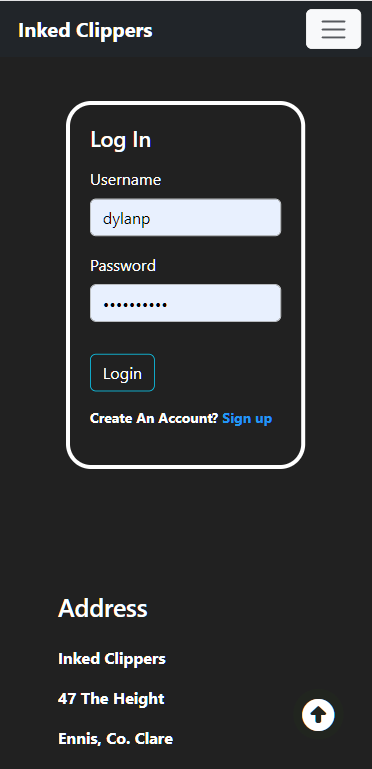 Inked Clippers
Log In
Username
dylanp
Password
••••••••••
Login
Create An Account? Sign up
Address
Inked Clippers
47 The Height
Ennis, Co. Clare